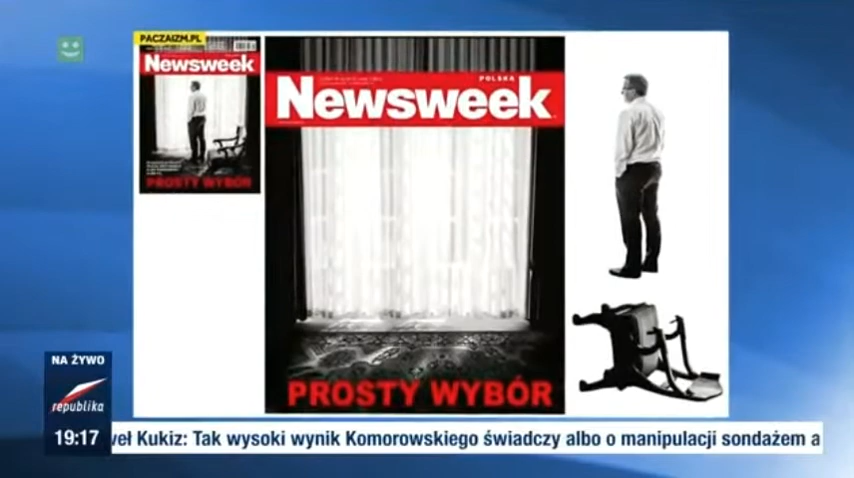 PACZAIZM.PL
Newsweek
PROSTY WYBÓR
POLSKA
Newsweek
PROSTY WYBÓR
NA ŻYWO
republika
19:17
weł Kukiz: Tak wysoki wynik Komorowskiego świadczy albo o manipulacji sondażem a